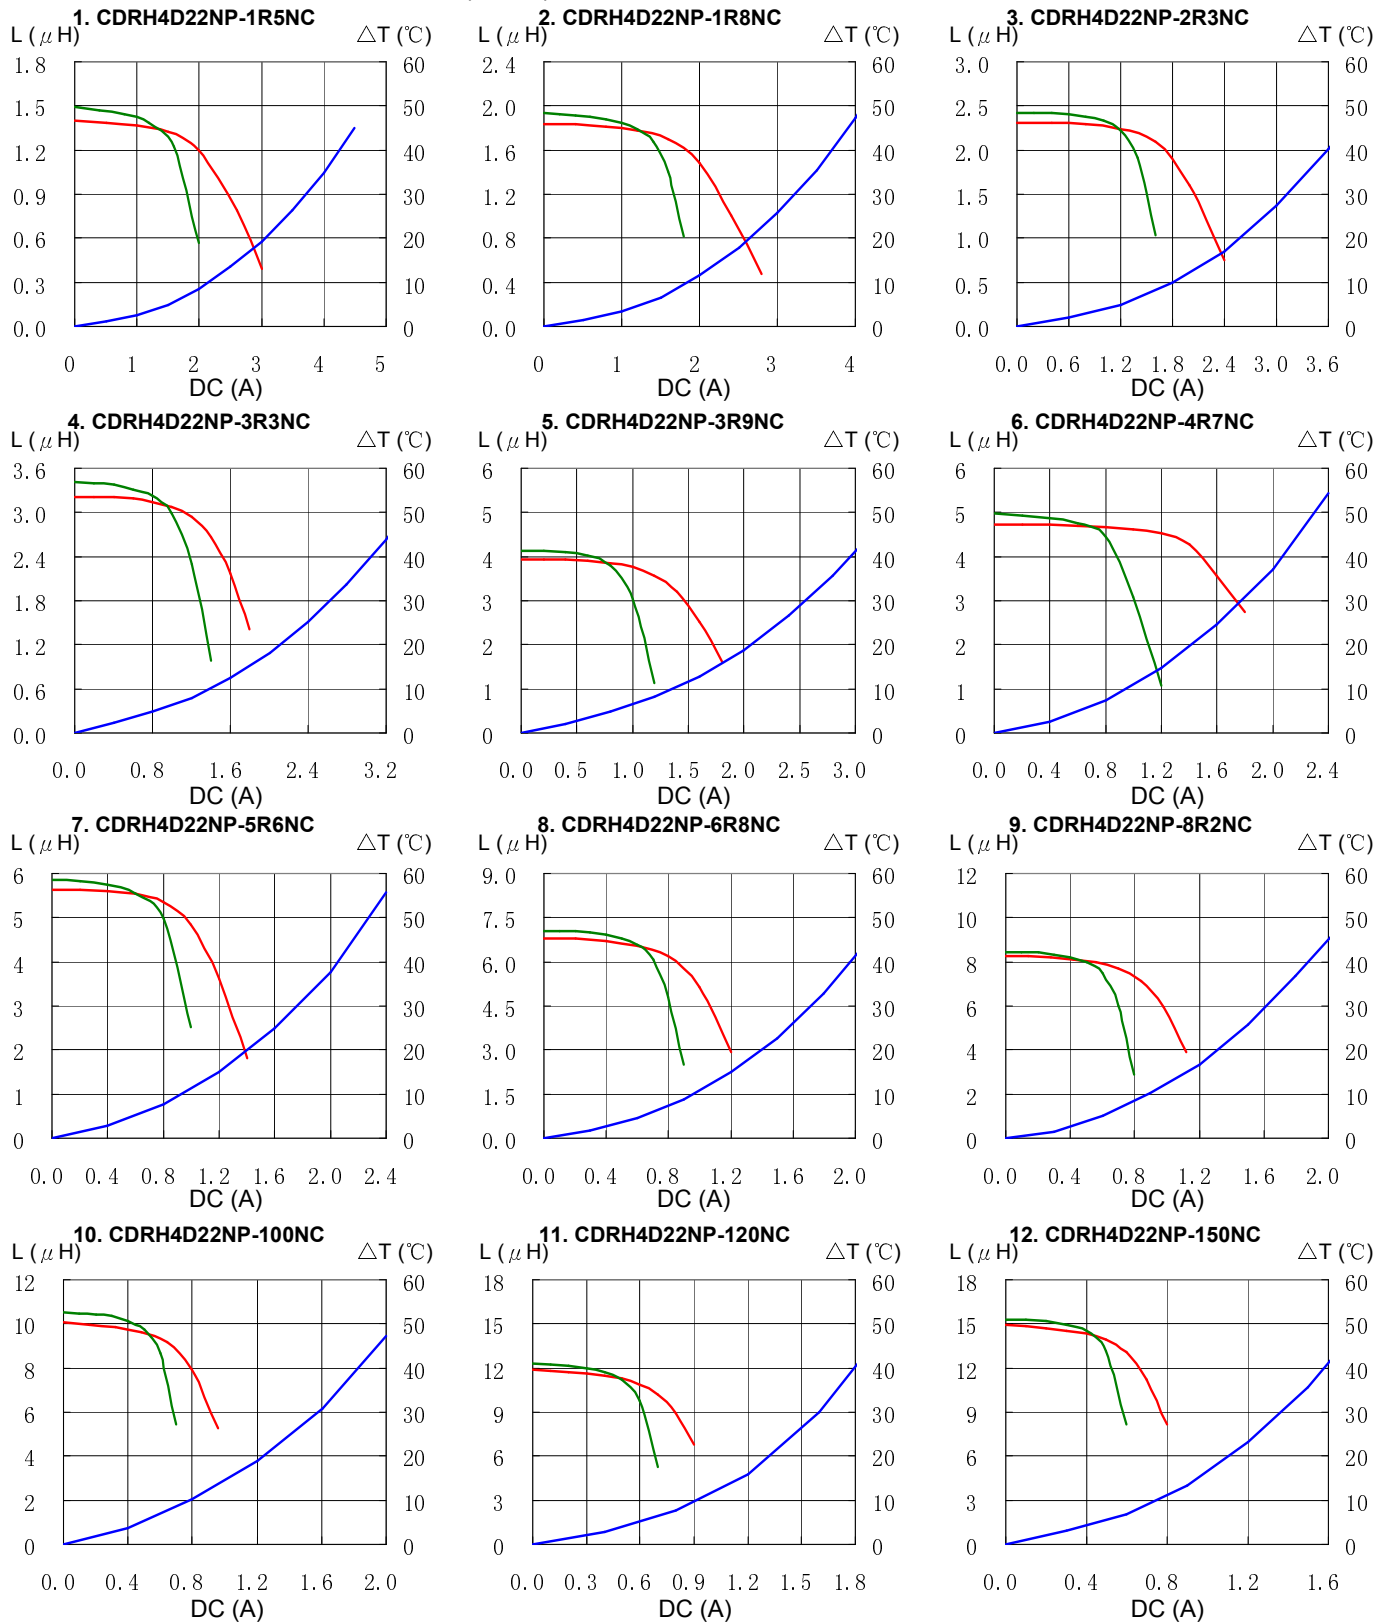 1. CDRH4D22NP-1R5NC
L (μH) △T (℃)
1.8 60
1.5 50
1.2 40
0.9 30
0.6 20
0.3 10
0.0 0
0 1 2 3 4 5
DC (A)
2. CDRH4D22NP-1R8NC
L (μH) △T (℃)
2.4 60
2.0 50
1.6 40
1.2 30
0.8 20
0.4 10
0.0 0
0 1 2 3 4
DC (A)
3. CDRH4D22NP-2R3NC
L (μH) △T (℃)
3.0 60
2.5 50
2.0 40
1.5 30
1.0 20
0.5 10
0.0 0
0.0 0.6 1.2 1.8 2.4 3.0 3.6
DC (A)
4. CDRH4D22NP-3R3NC
L (μH) △T (℃)
3.6 60
3.0 50
2.4 40
1.8 30
1.2 20
0.6 10
0.0 0
0.0 0.8 1.6 2.4 3.2
DC (A)
5. CDRH4D22NP-3R9NC
L (μH) △T (℃)
6 60
5 50
4 40
3 30
2 20
1 10
0 0
0.0 0.5 1.0 1.5 2.0 2.5 3.0
DC (A)
6. CDRH4D22NP-4R7NC
L (μH) △T (℃)
6 60
5 50
4 40
3 30
2 20
1 10
0 0
0.0 0.4 0.8 1.2 1.6 2.0 2.4
DC (A)
7. CDRH4D22NP-5R6NC
L (μH) △T (℃)
6 60
5 50
4 40
3 30
2 20
1 10
0 0
0.0 0.4 0.8 1.2 1.6 2.0 2.4
DC (A)
8. CDRH4D22NP-6R8NC
L (μH) △T (℃)
9.0 60
7.5 50
6.0 40
4.5 30
3.0 20
1.5 10
0.0 0
0.0 0.4 0.8 1.2 1.6 2.0
DC (A)
9. CDRH4D22NP-8R2NC
L (μH) △T (℃)
12 60
10 50
8 40
6 30
4 20
2 10
0 0
0.0 0.4 0.8 1.2 1.6 2.0
DC (A)
10. CDRH4D22NP-100NC
L (μH) △T (℃)
12 60
10 50
8 40
6 30
4 20
2 10
0 0
0.0 0.4 0.8 1.2 1.6 2.0
DC (A)
11. CDRH4D22NP-120NC
L (μH) △T (℃)
18 60
15 50
12 40
9 30
6 20
3 10
0 0
0.0 0.3 0.6 0.9 1.2 1.5 1.8
DC (A)
12. CDRH4D22NP-150NC
L (μH) △T (℃)
18 60
15 50
12 40
9 30
6 20
3 10
0 0
0.0 0.4 0.8 1.2 1.6
DC (A)